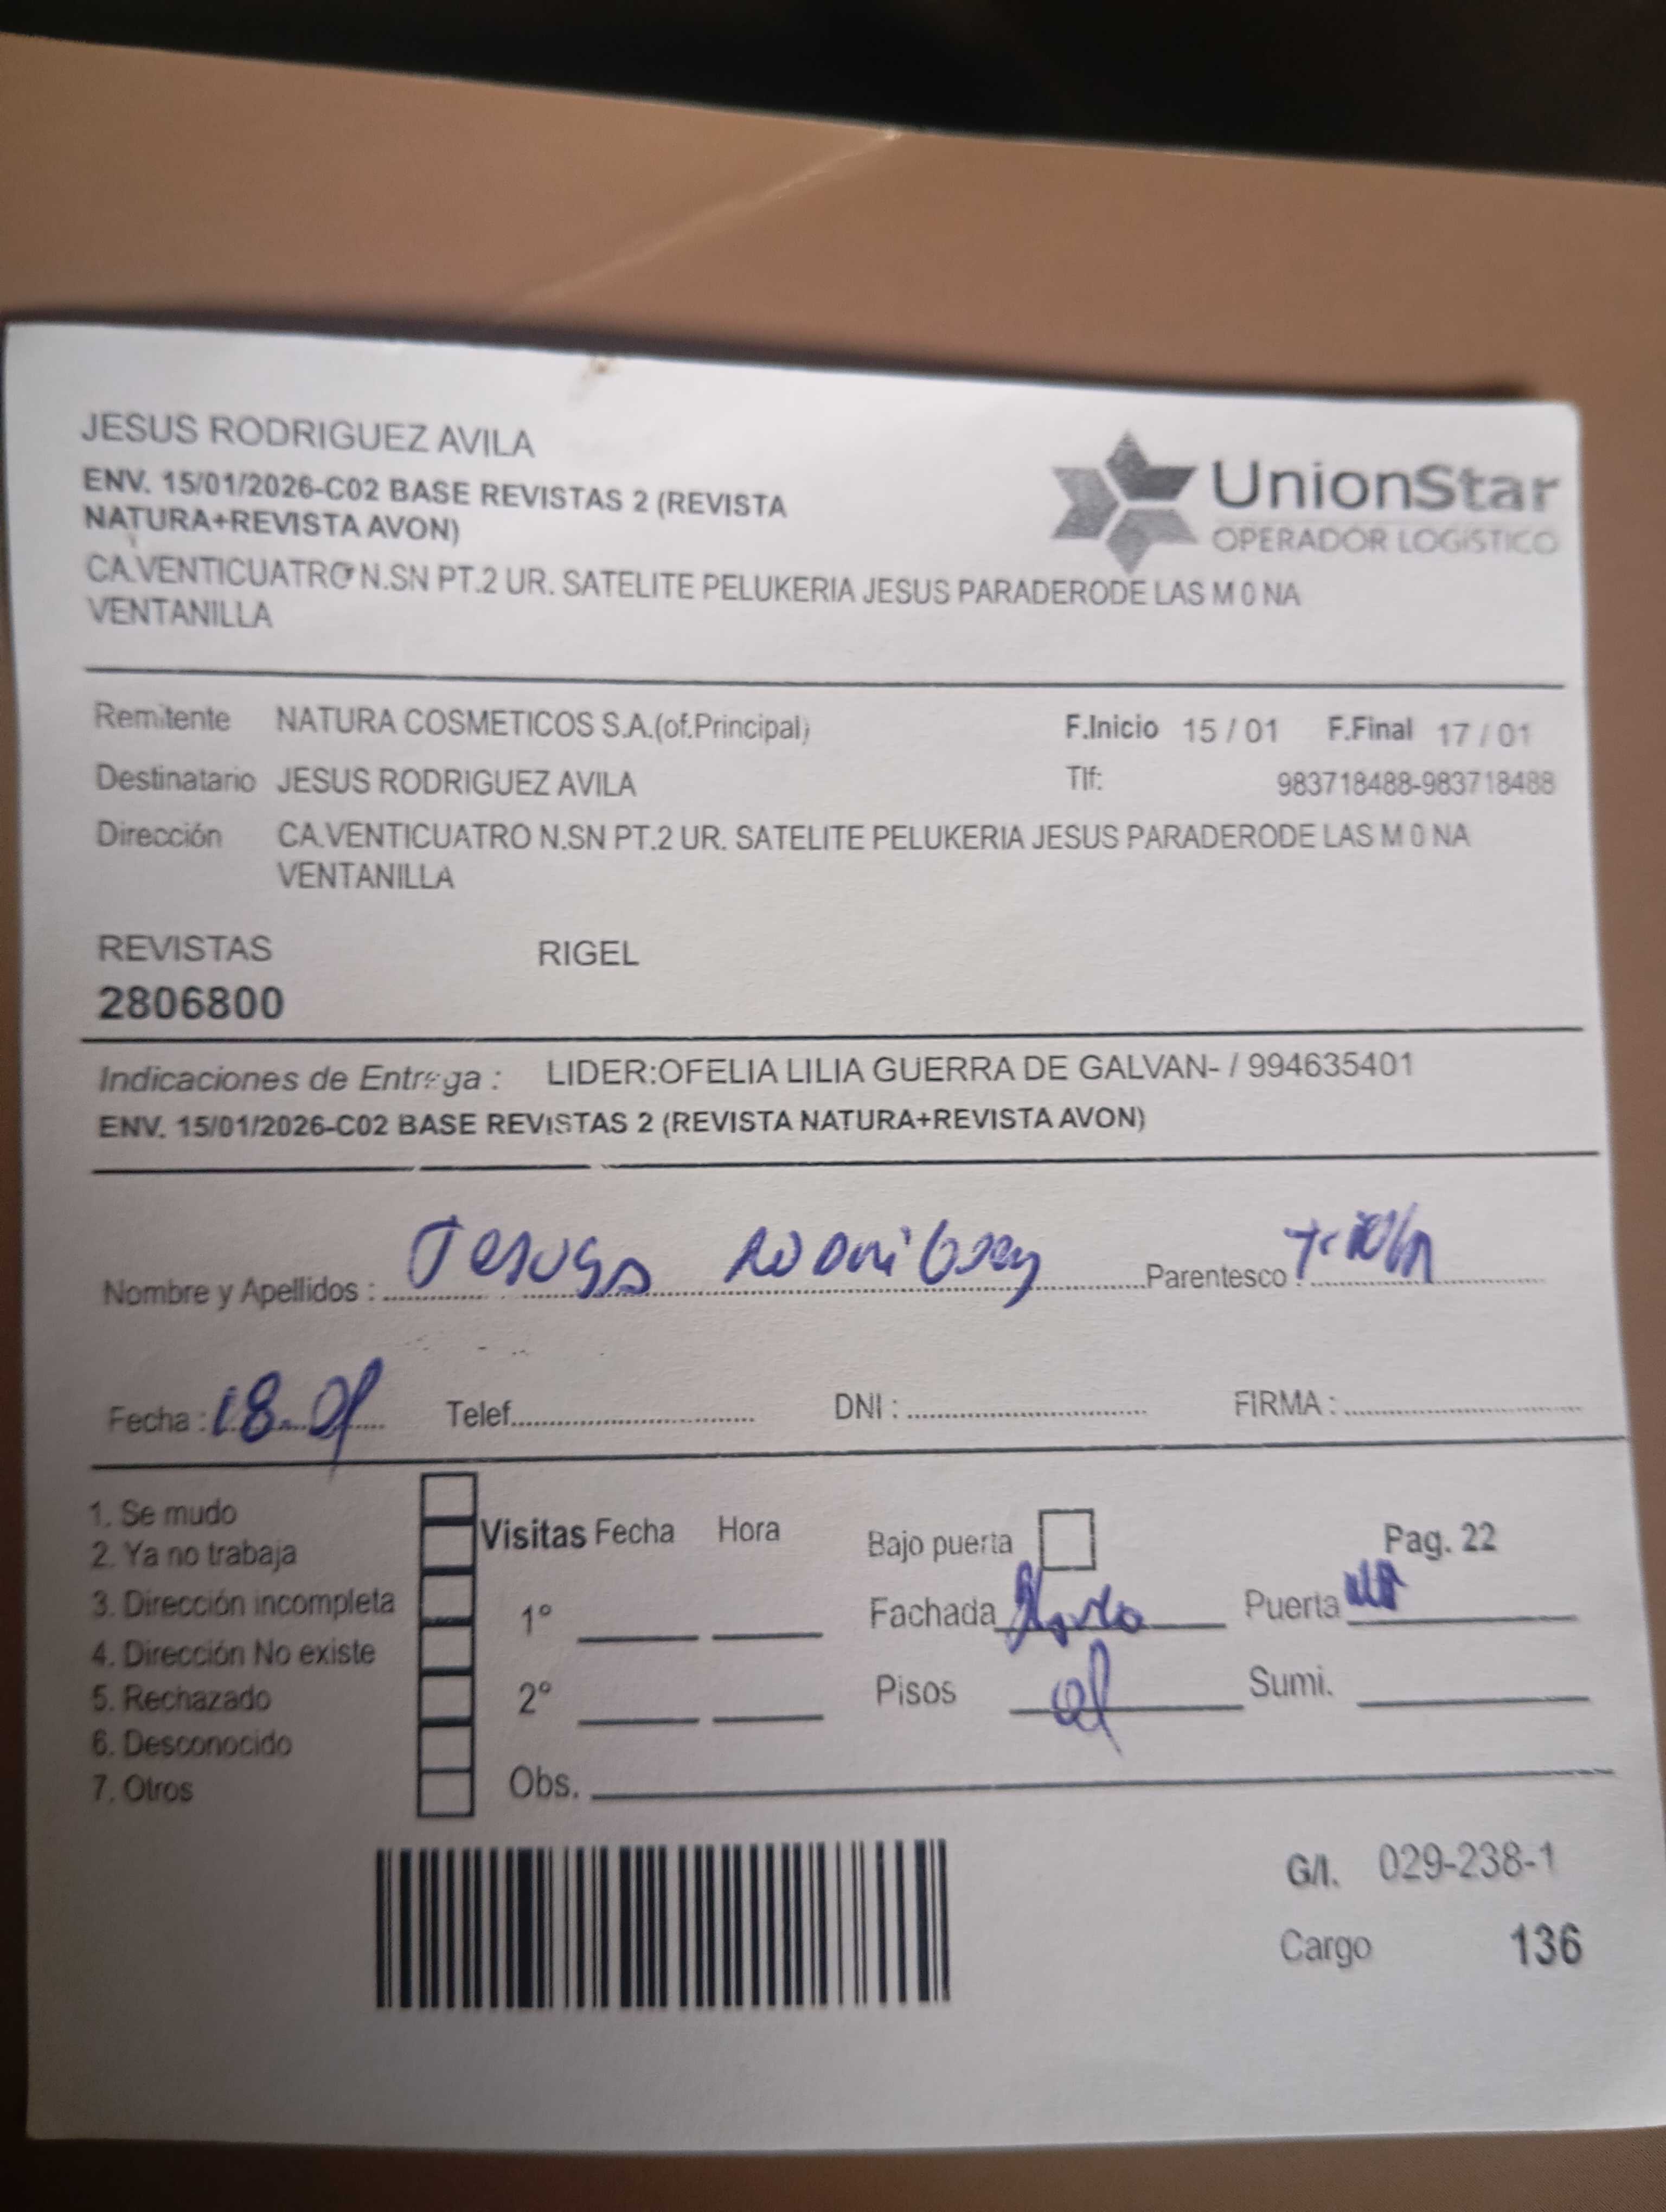 JESUS RODRIGUEZ AVILA
ENV. 15/01/2026-C02 BASE REVISTAS 2 (REVISTA
NATURA+REVISTA AVON)
UnionStar
OPERADOR LOGÍSTICO
CA.VENTICUATRO N.SN PT.2 UR. SATELITE PELUKERIA JESUS PARADERODE LAS M 0 NA
VENTANILLA
Remitente NATURA COSMETICOS S.A.(of.Principal) F.Inicio 15 / 01 F.Final 17 / 01
Destinatario JESUS RODRIGUEZ AVILA Tlf: 983718488-983718488
Dirección CA.VENTICUATRO N.SN PT.2 UR. SATELITE PELUKERIA JESUS PARADERODE LAS M 0 NA
VENTANILLA
REVISTAS RIGEL
2806800
Indicaciones de Entrega : LIDER:OFELIA LILIA GUERRA DE GALVAN- / 994635401
ENV. 15/01/2026-C02 BASE REVISTAS 2 (REVISTA NATURA+REVISTA AVON)
Nombre y Apellidos : Parentesco :
Fecha : 18-01 Telef. DNI : FIRMA :
1. Se mudo
2. Ya no trabaja
3. Dirección incompleta
4. Dirección No existe
5. Rechazado
6. Desconocido
7. Otros
Visitas Fecha Hora
1°
2°
Obs.
Bajo puerta Pag. 22
Fachada Puerta
Pisos Sumi.
G/I. 029-238-1
Cargo 136